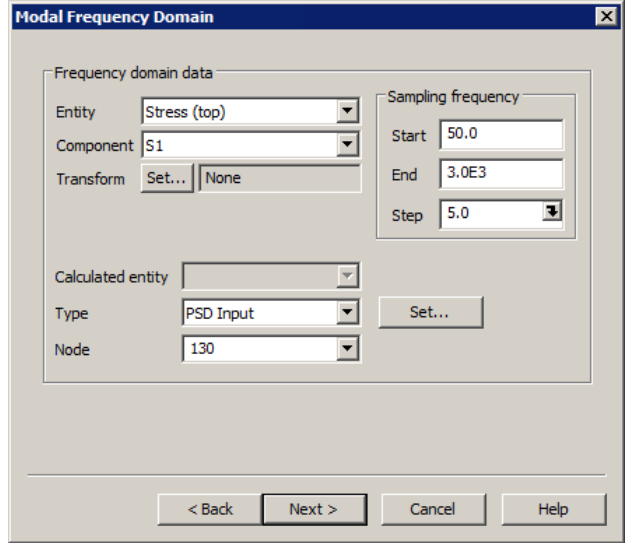 Modal Frequency Domain
Frequency domain data
Entity Stress (top)
Component S1
Transform Set... None
Sampling frequency
Start 50.0
End 3.0E3
Step 5.0
Calculated entity
Type PSD Input Set...
Node 130
< Back Next > Cancel Help